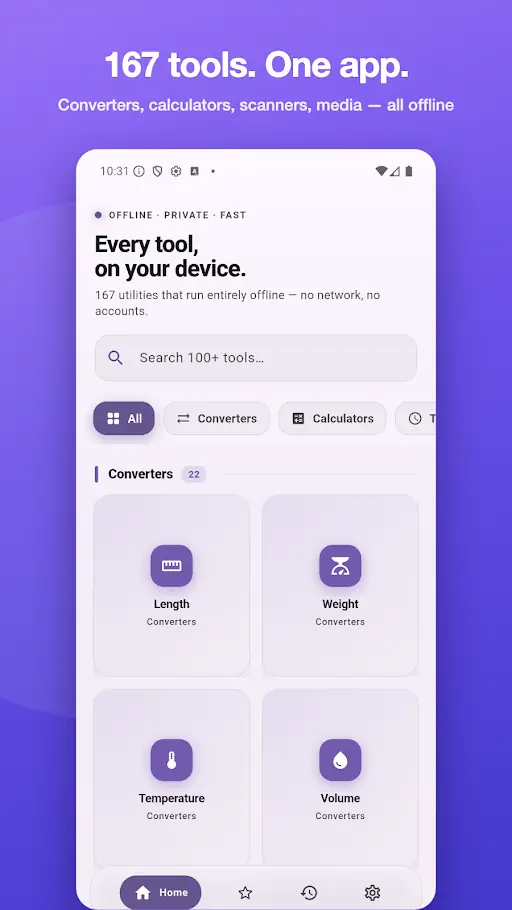 167 tools. One app.
Converters, calculators, scanners, media — all offline
10:31
OFFLINE · PRIVATE · FAST
Every tool,
on your device.
167 utilities that run entirely offline — no network, no
accounts.
Search 100+ tools...
All
Converters
Calculators
T
Converters 22
Length
Converters
Weight
Converters
Temperature
Converters
Volume
Converters
Home